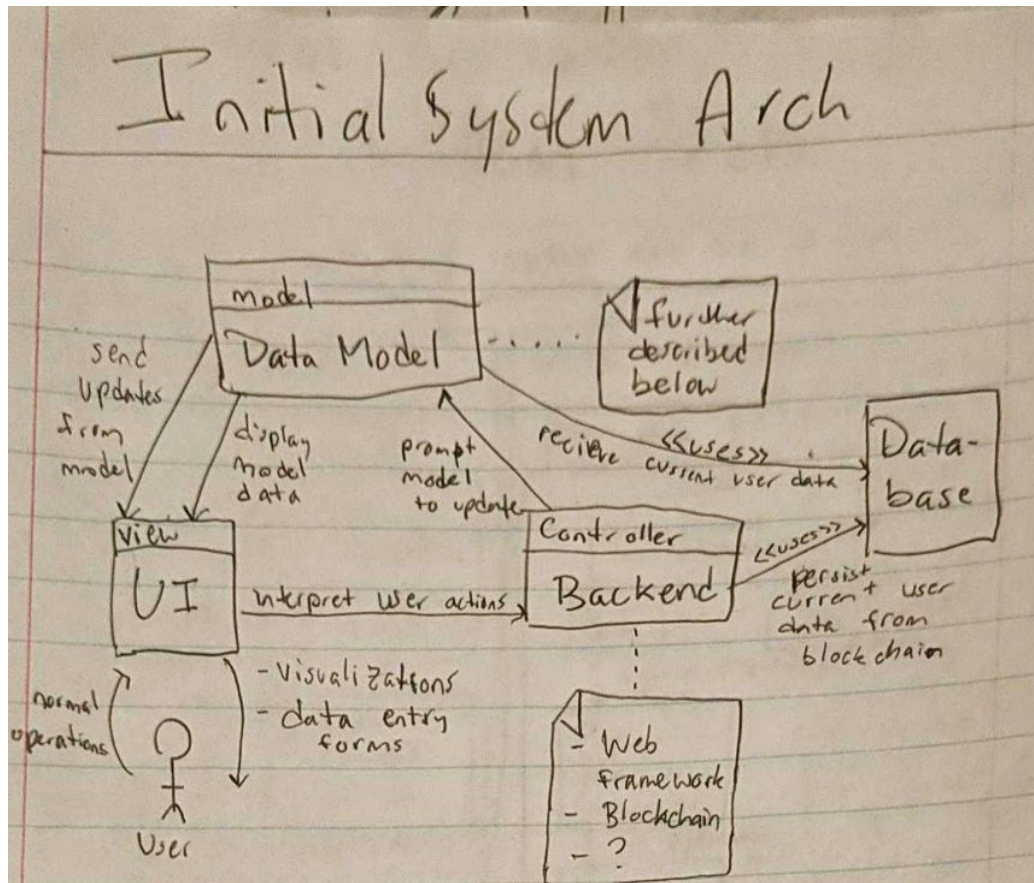 Initial System Arch
model
Data Model
further
described
below
send
updates
from
model
display
model
data
prompt
model
to update
<<uses>>
recieve current user data
Data-
base
View
UI
interpret user actions
Controller
Backend
<<uses>>
persist
current user
data from
blockchain
normal
operations
- visualizations
- data entry
forms
User
- Web
framework
- Blockchain
- ?